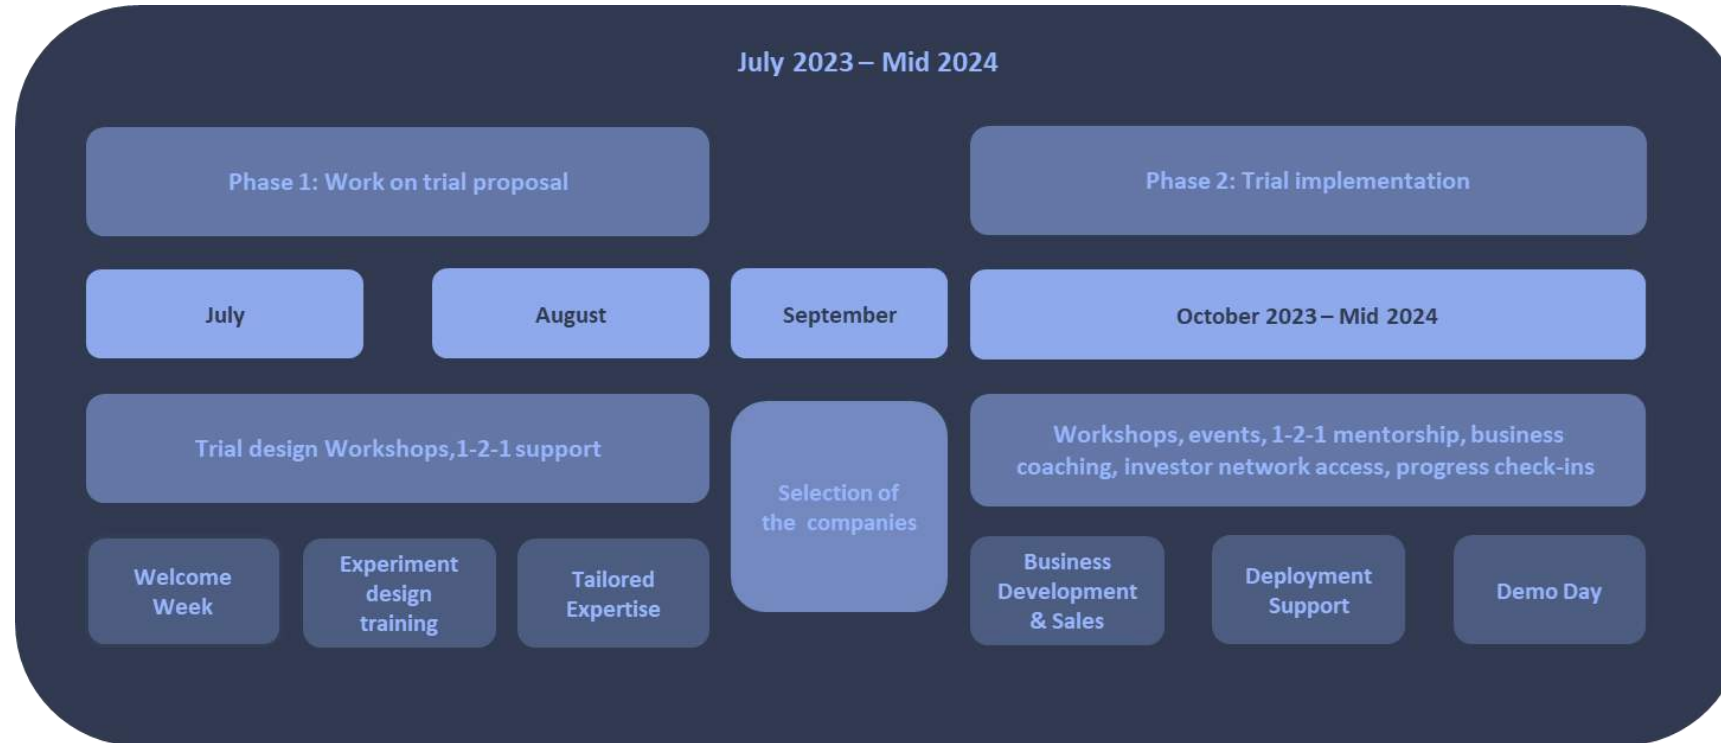 July 2023 – Mid 2024
Phase 1: Work on trial proposal
Phase 2: Trial implementation
July
August
September
October 2023 – Mid 2024
Trial design Workshops,1-2-1 support
Selection of
the companies
Workshops, events, 1-2-1 mentorship, business
coaching, investor network access, progress check-ins
Welcome
Week
Experiment
design
training
Tailored
Expertise
Business
Development
& Sales
Deployment
Support
Demo Day